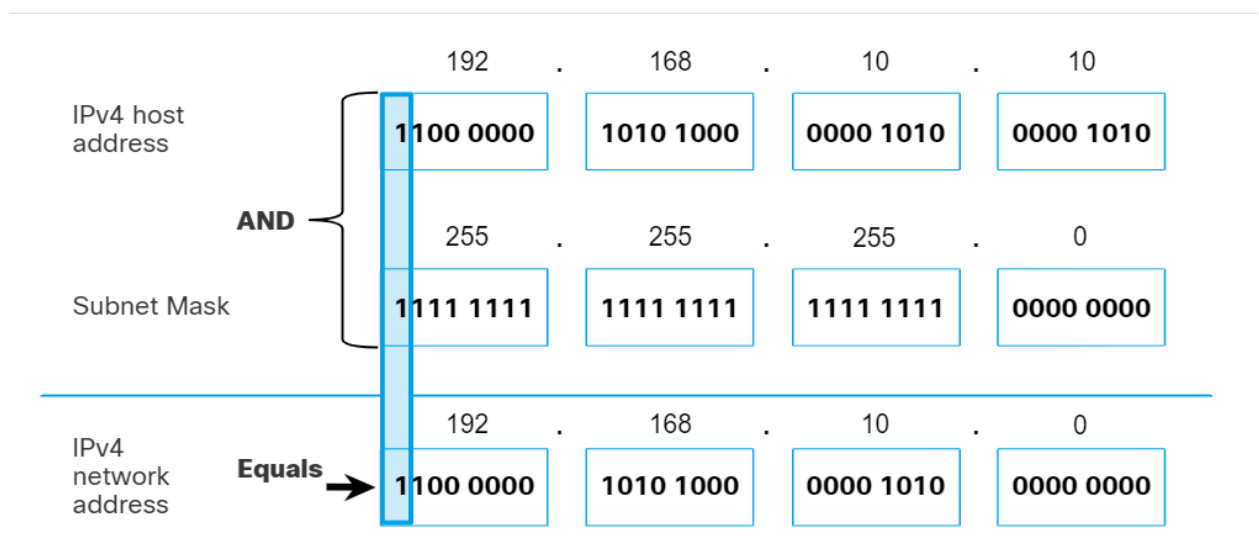 192 . 168 . 10 . 10
IPv4 host
address
1100 0000 1010 1000 0000 1010 0000 1010
AND
255 . 255 . 255 . 0
Subnet Mask
1111 1111 1111 1111 1111 1111 0000 0000
192 . 168 . 10 . 0
IPv4
network
address
Equals
1100 0000 1010 1000 0000 1010 0000 0000